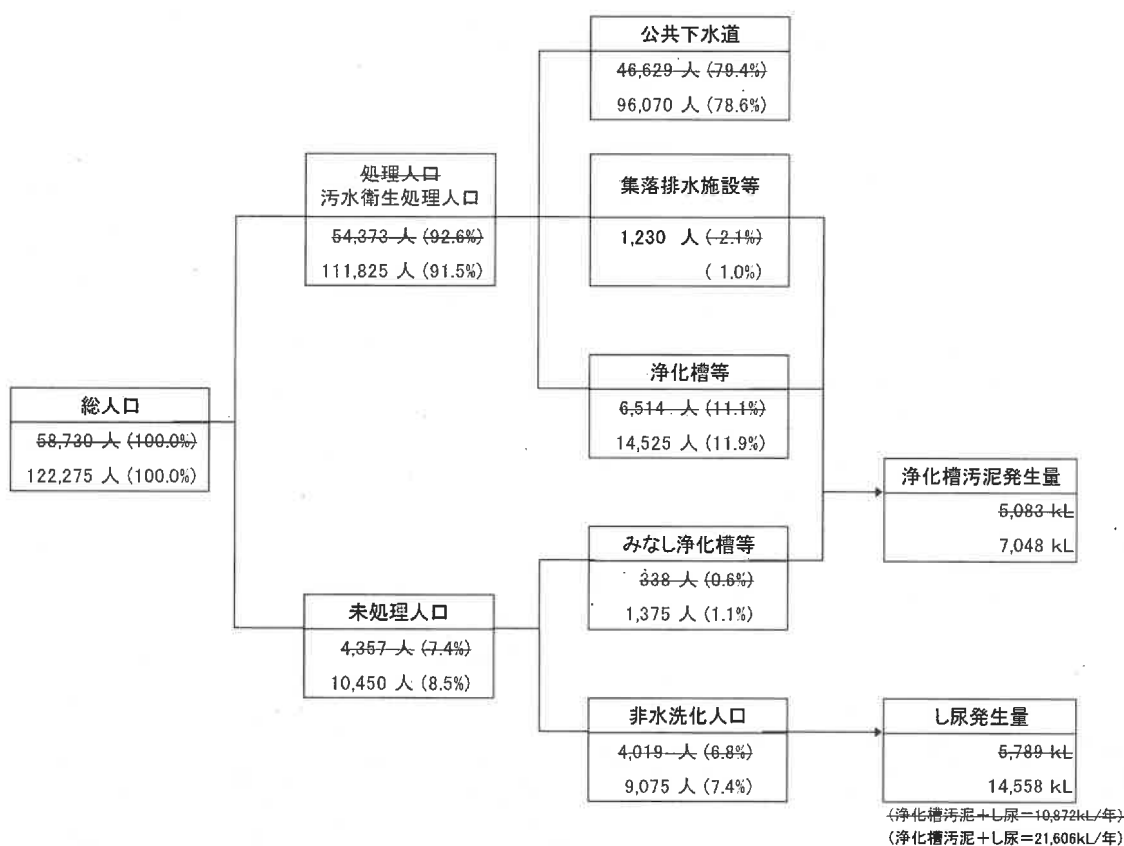 公共下水道
46,629 人 (79.4%)
96,070 人 (78.6%)
処理人口
汚水衛生処理人口
54,373 人 (92.6%)
111,825 人 (91.5%)
集落排水施設等
1,230 人 (2.1%)
( 1.0%)
浄化槽等
6,514 人 (11.1%)
14,525 人 (11.9%)
総人口
58,730 人 (100.0%)
122,275 人 (100.0%)
浄化槽汚泥発生量
5,083 kL
7,048 kL
みなし浄化槽等
338 人 (0.6%)
1,375 人 (1.1%)
未処理人口
4,357 人 (7.4%)
10,450 人 (8.5%)
非水洗化人口
4,019 人 (6.8%)
9,075 人 (7.4%)
し尿発生量
5,789 kL
14,558 kL
(浄化槽汚泥+し尿=10,872kL/年)
(浄化槽汚泥+し尿=21,606kL/年)